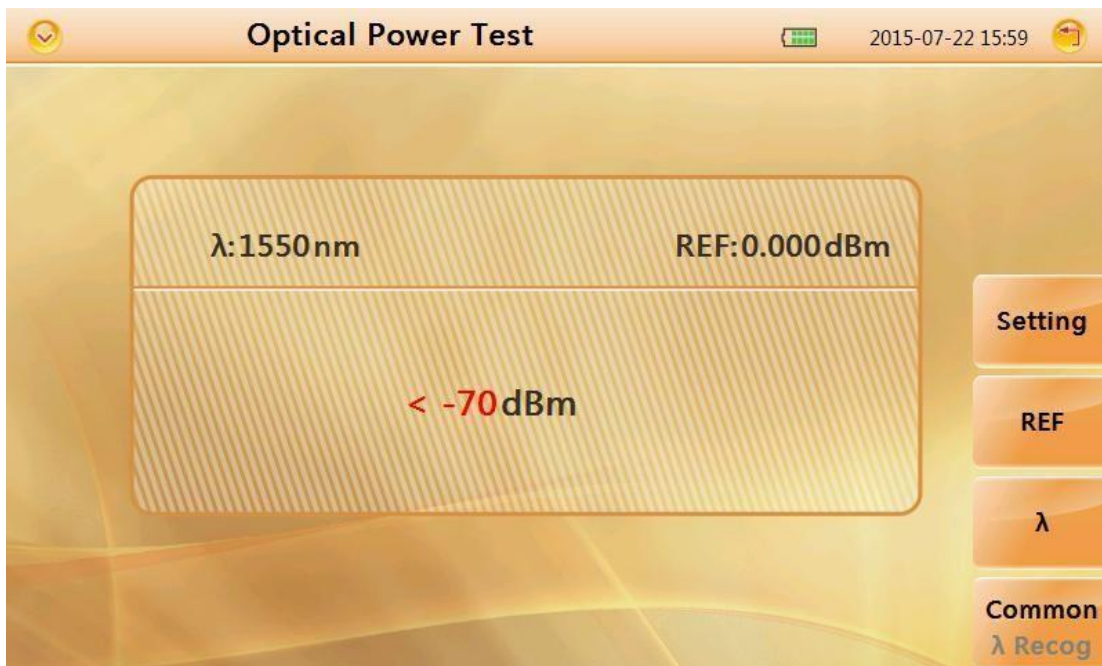 Optical Power Test
2015-07-22 15:59
λ:1550nm
REF:0.000dBm
< -70dBm
Setting
REF
λ
Common
λ Recog